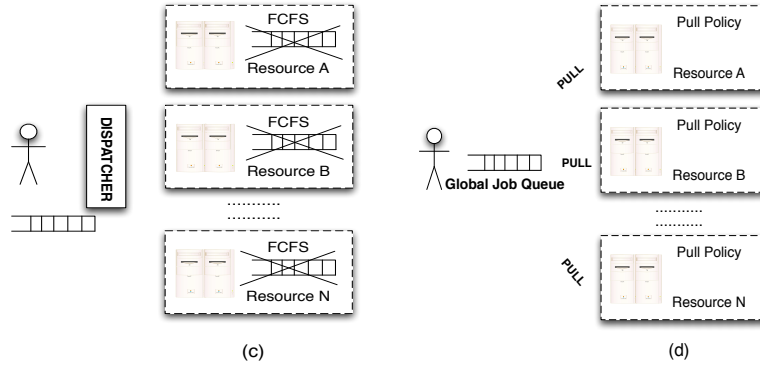 FCFS
Resource A
DISPATCHER
FCFS
Resource B
...........
...........
FCFS
Resource N
(c)
Pull Policy
Resource A
PULL
Pull Policy
Resource B
PULL
Global Job Queue
...........
...........
Pull Policy
Resource N
PULL
(d)